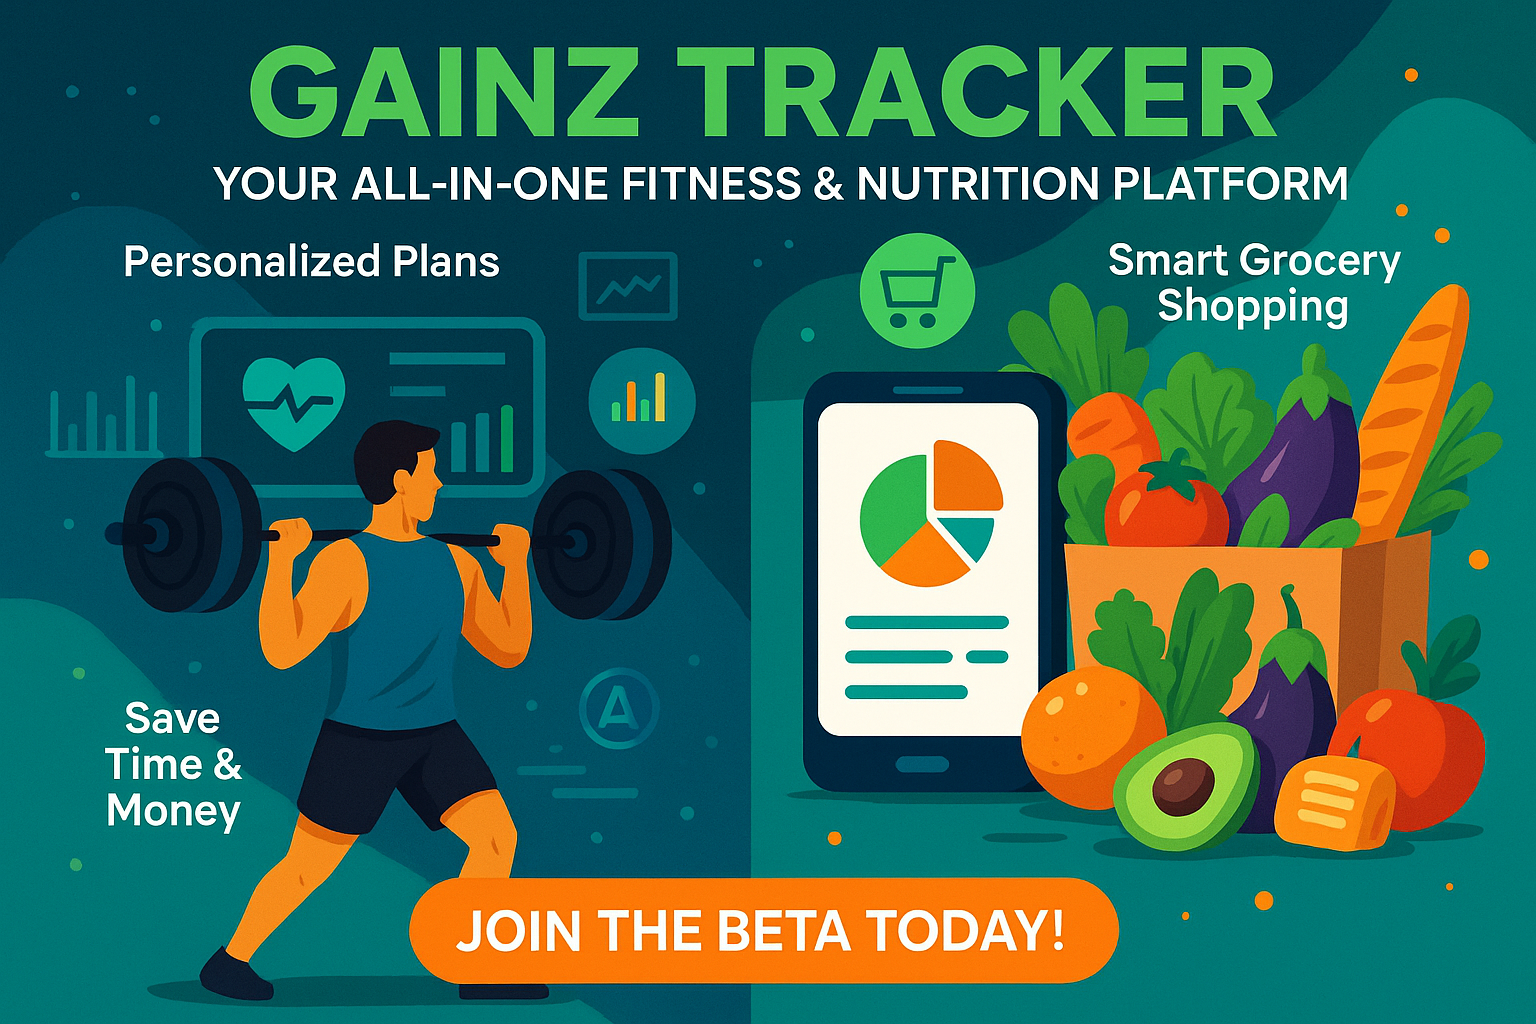 GAINZ TRACKER
YOUR ALL-IN-ONE FITNESS & NUTRITION PLATFORM
Personalized Plans
Smart Grocery
Shopping
A
Save
Time &
Money
JOIN THE BETA TODAY!